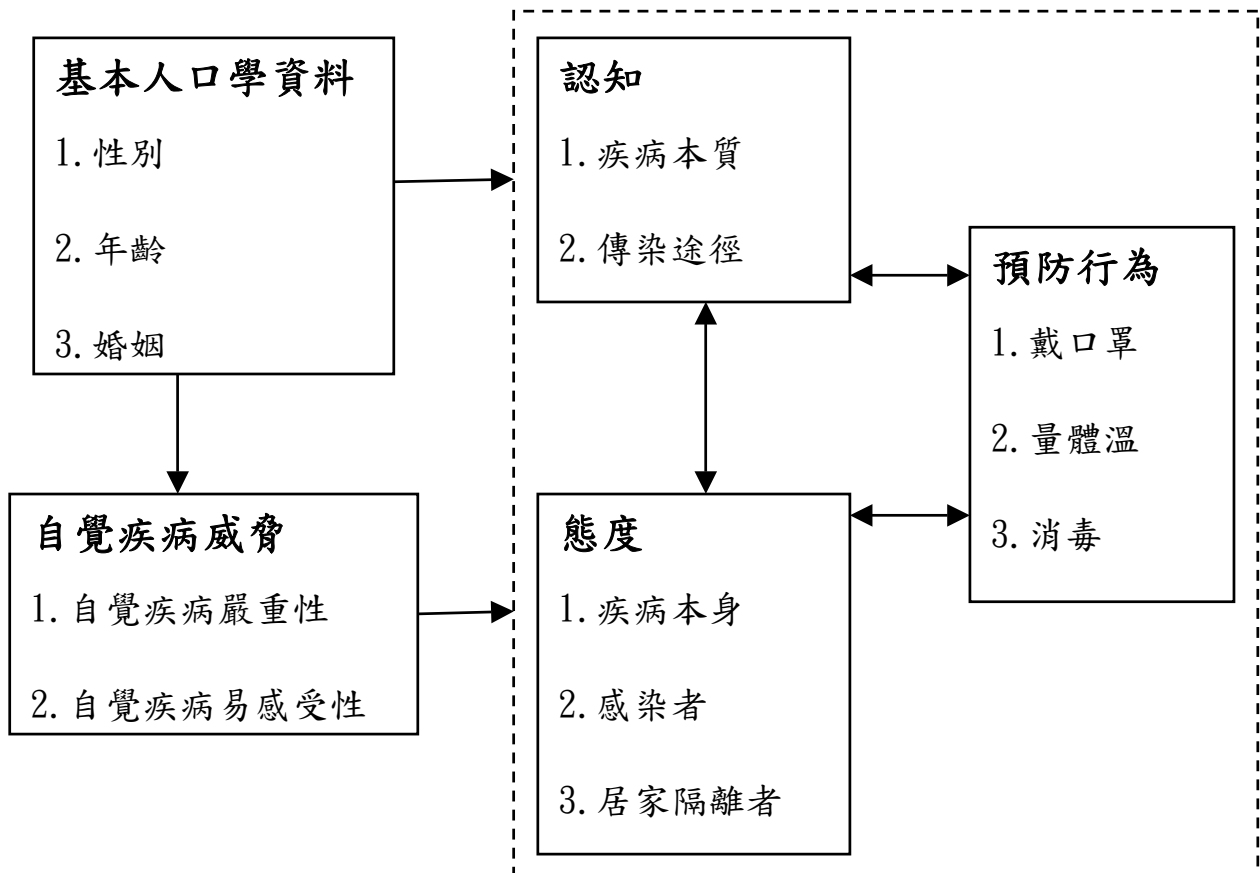 基本人口學資料
1.性別
2.年齡
3.婚姻
自覺疾病威脅
1.自覺疾病嚴重性
2.自覺疾病易感受性
認知
1.疾病本質
2.傳染途徑
態度
1.疾病本身
2.感染者
3.居家隔離者
預防行為
1.戴口罩
2.量體溫
3.消毒